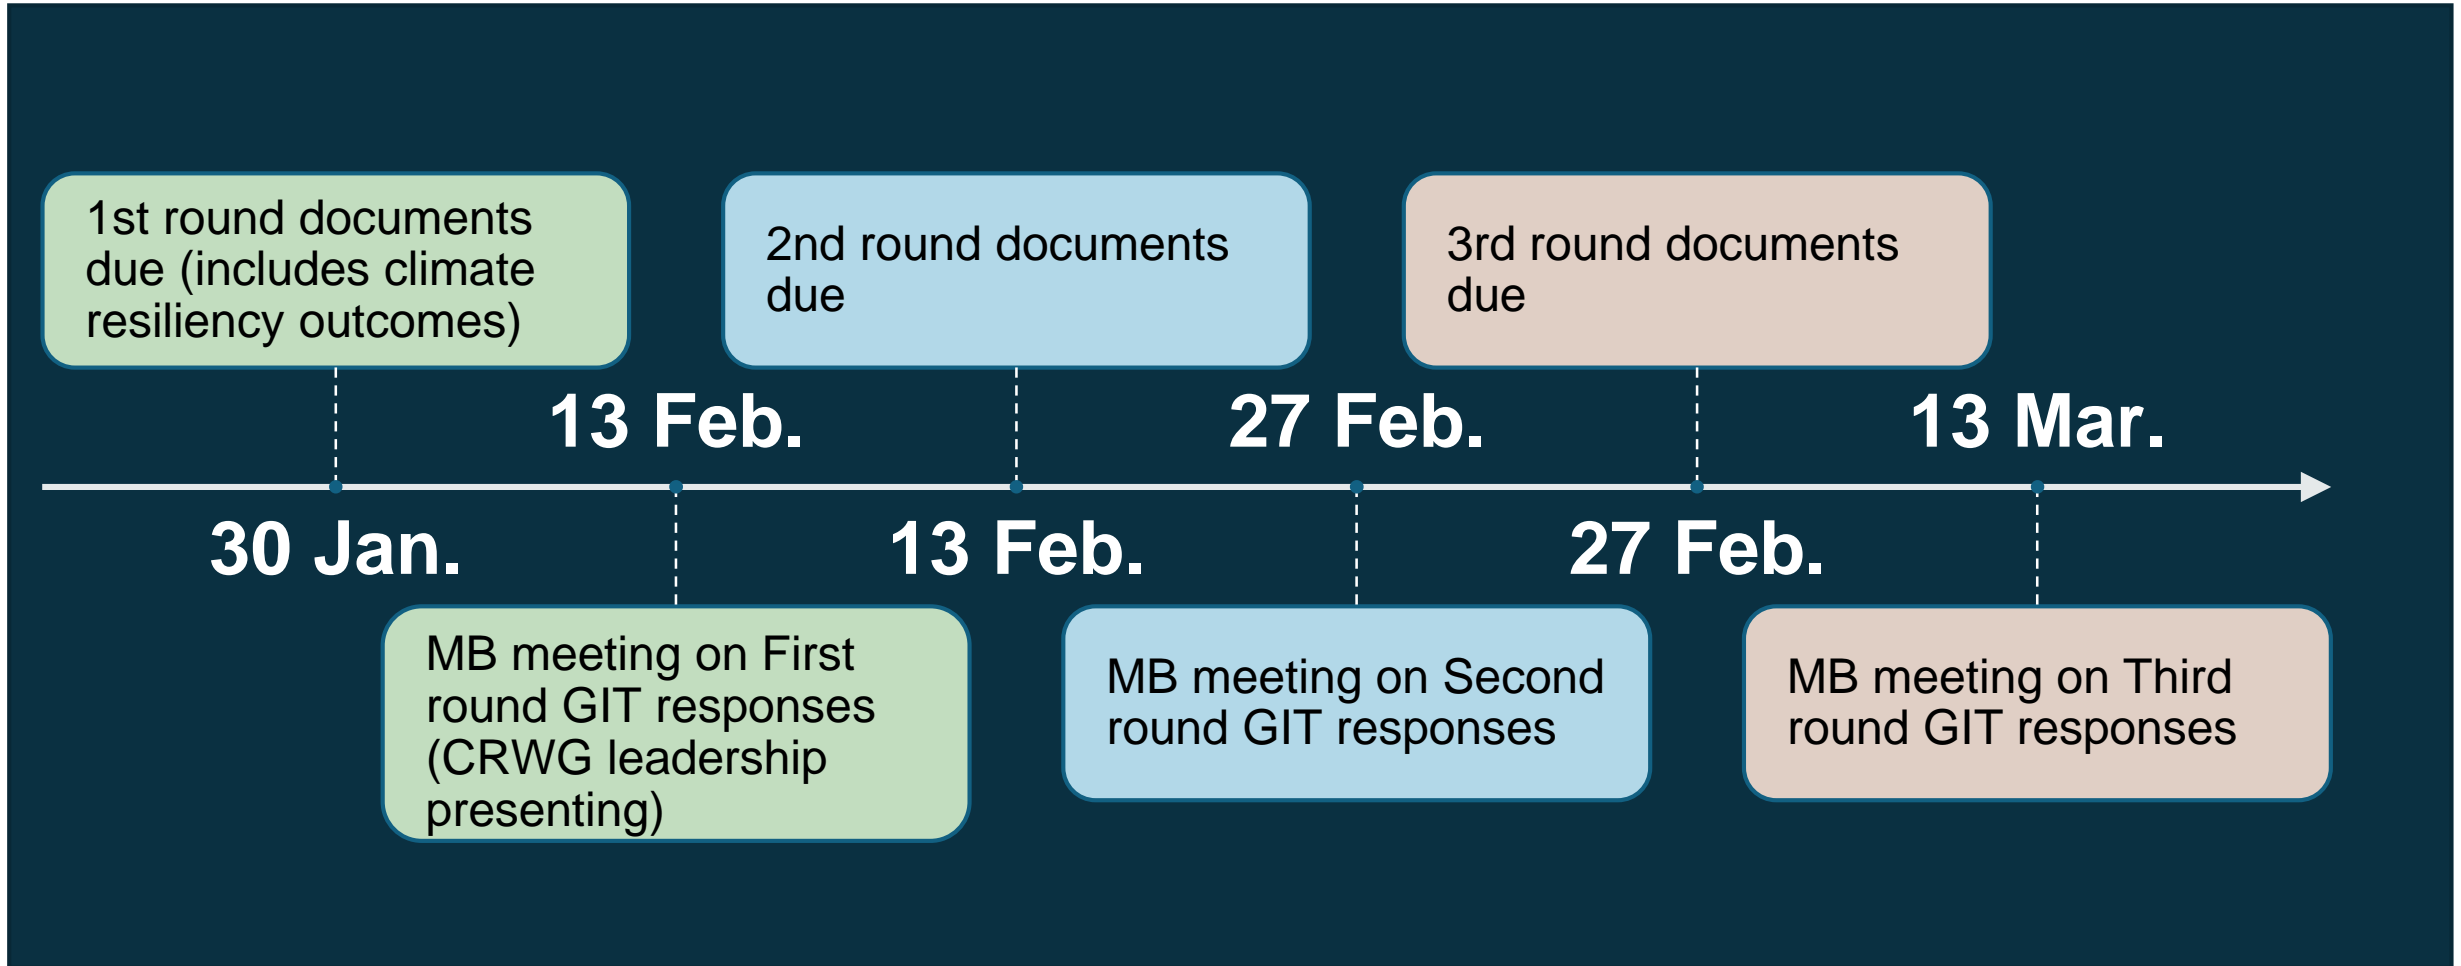 1st round documents
due (includes climate
resiliency outcomes)
30 Jan.
13 Feb.
MB meeting on First
round GIT responses
(CRWG leadership
presenting)
2nd round documents
due
13 Feb.
27 Feb.
MB meeting on Second
round GIT responses
3rd round documents
due
27 Feb.
13 Mar.
MB meeting on Third
round GIT responses